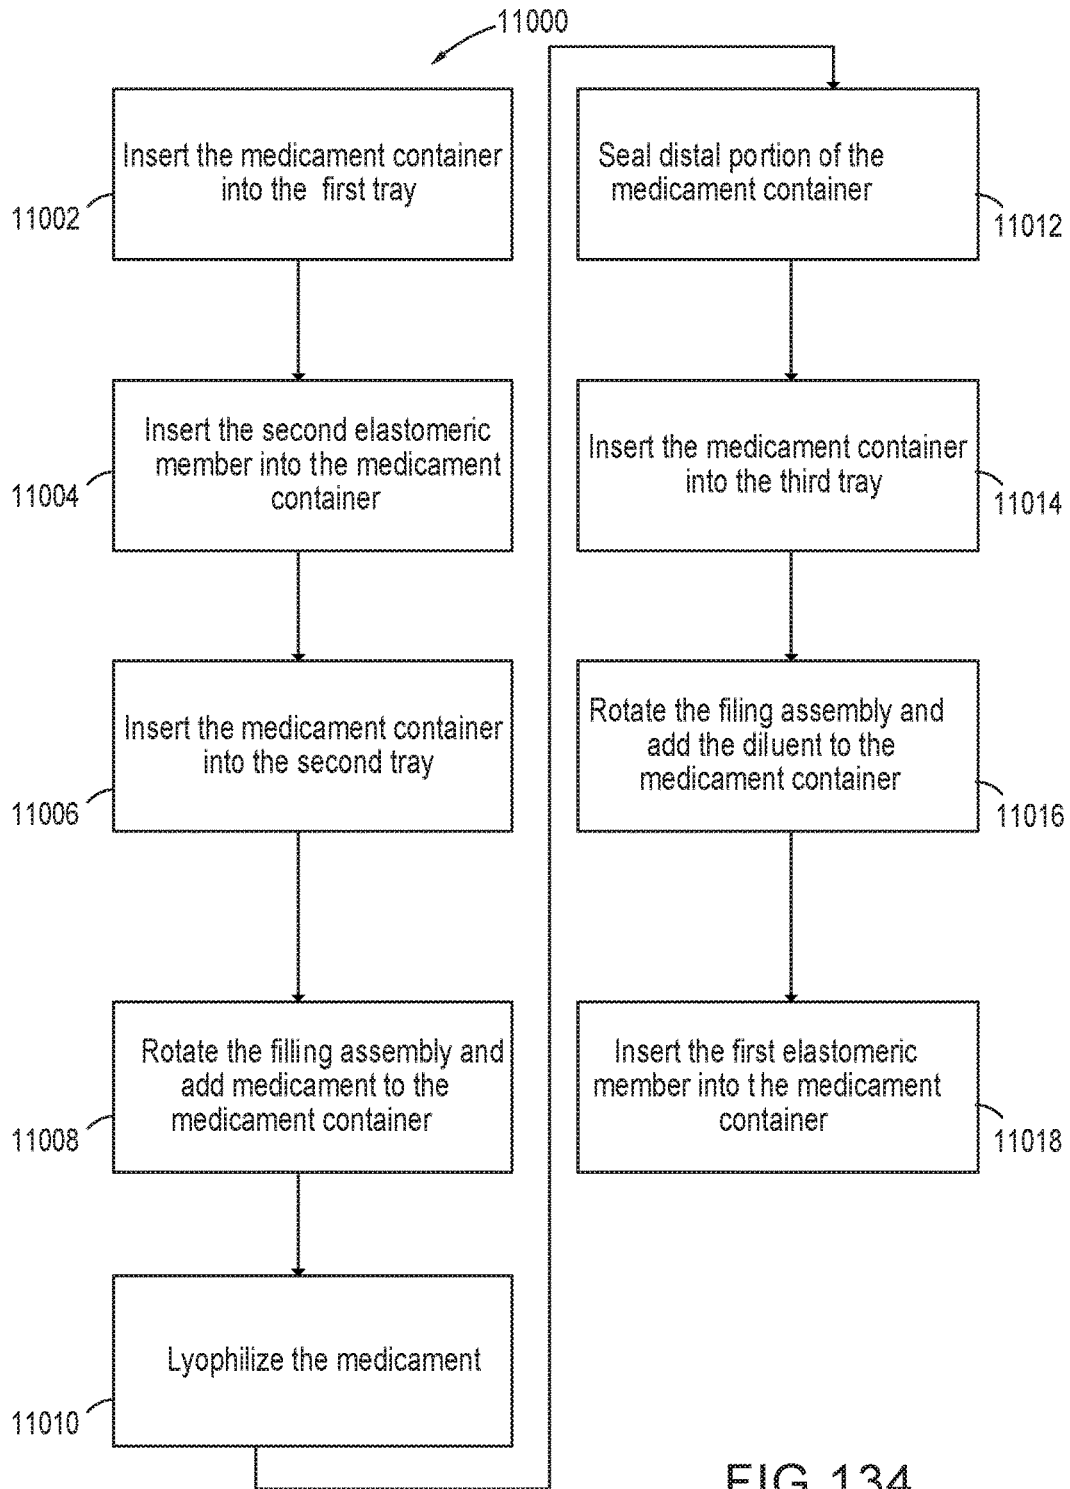 11000
Insert the medicament container
into the first tray
11002
Insert the second elastomeric
member into the medicament
container
11004
Insert the medicament container
into the second tray
11006
Rotate the filling assembly and
add medicament to the
medicament container
11008
Lyophilize the medicament
11010
Seal distal portion of the
medicament container
11012
Insert the medicament container
into the third tray
11014
Rotate the filing assembly and
add the diluent to the
medicament container
11016
Insert the first elastomeric
member into the medicament
container
11018
FIG.134